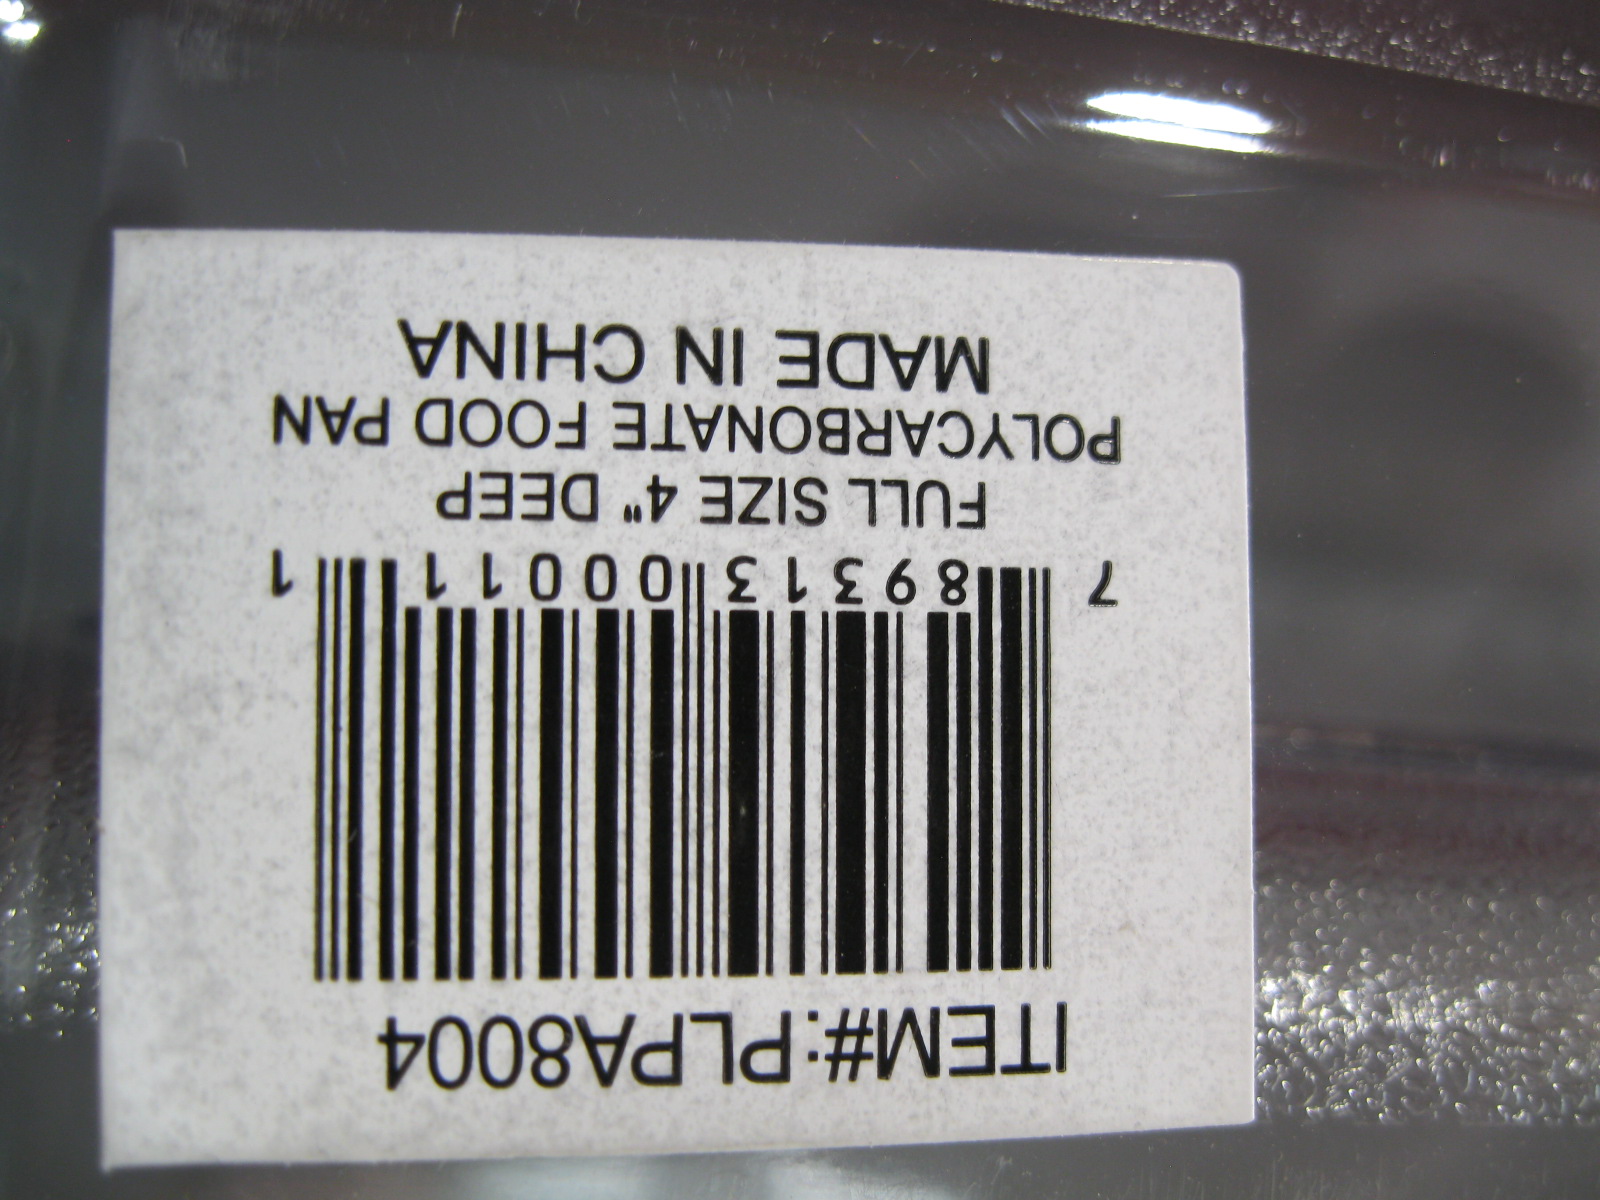 ITEM#:PLPA8004
7 89313 00011 1
FULL SIZE 4" DEEP
POLYCARBONATE FOOD PAN
MADE IN CHINA